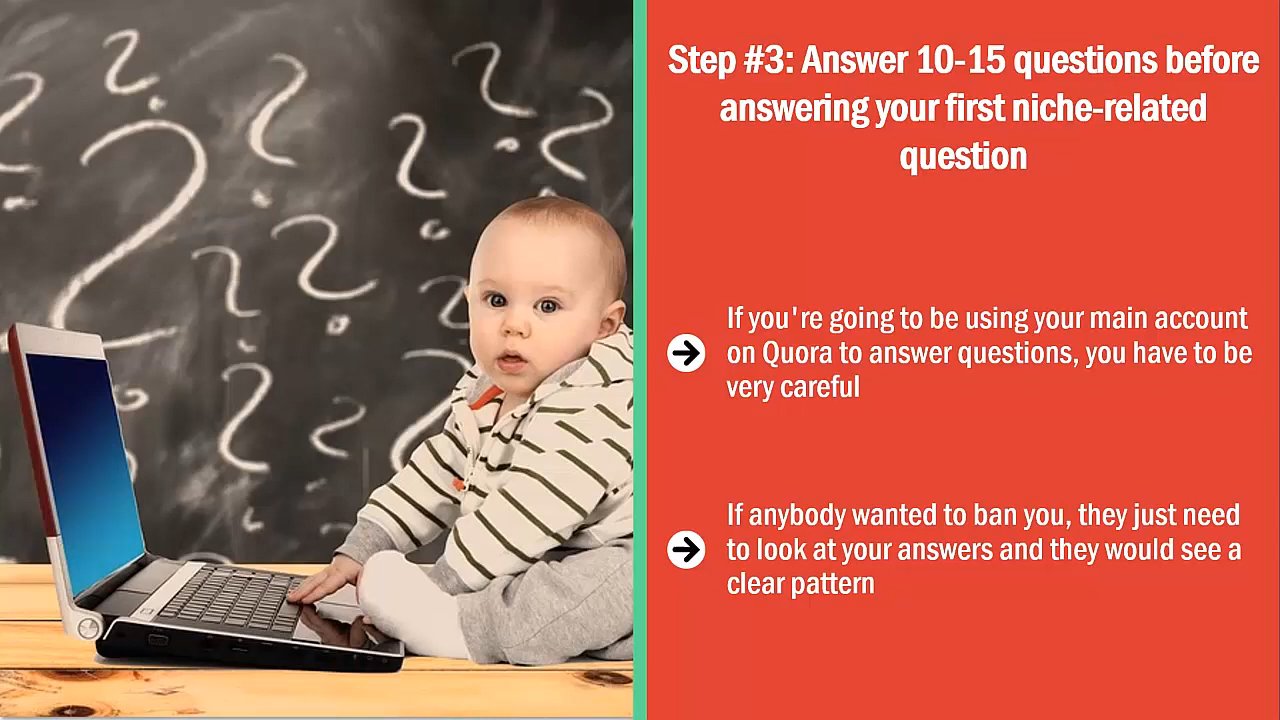 Step #3: Answer 10-15 questions before
answering your first niche-related
question
If you're going to be using your main account
on Quora to answer questions, you have to be
very careful
If anybody wanted to ban you, they just need
to look at your answers and they would see a
clear pattern